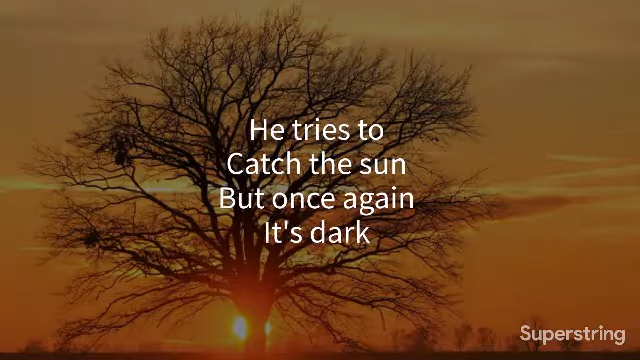 He tries to
Catch the sun
But once again
It's dark
Superstring